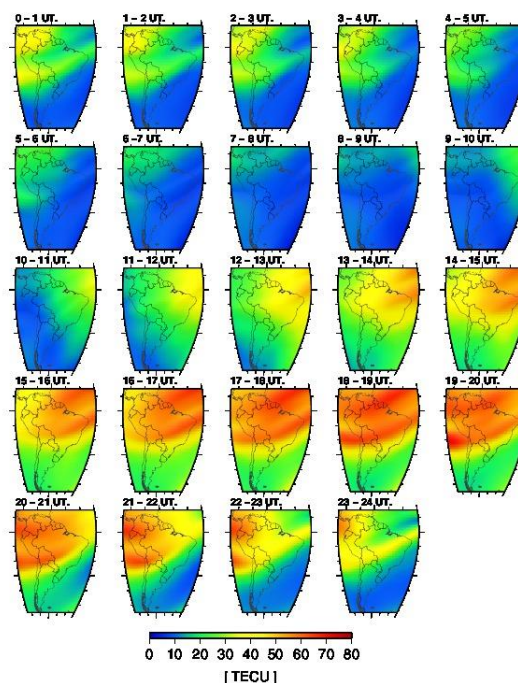 0 – 1 UT. 1 – 2 UT. 2 – 3 UT. 3 – 4 UT. 4 – 5 UT.
5 – 6 UT. 6 – 7 UT. 7 – 8 UT. 8 – 9 UT. 9 – 10 UT.
10 – 11 UT. 11 – 12 UT. 12 – 13 UT. 13 – 14 UT. 14 – 15 UT.
15 – 16 UT. 16 – 17 UT. 17 – 18 UT. 18 – 19 UT. 19 – 20 UT.
20 – 21 UT. 21 – 22 UT. 22 – 23 UT. 23 – 24 UT.
0 10 20 30 40 50 60 70 80
[ TECU ]